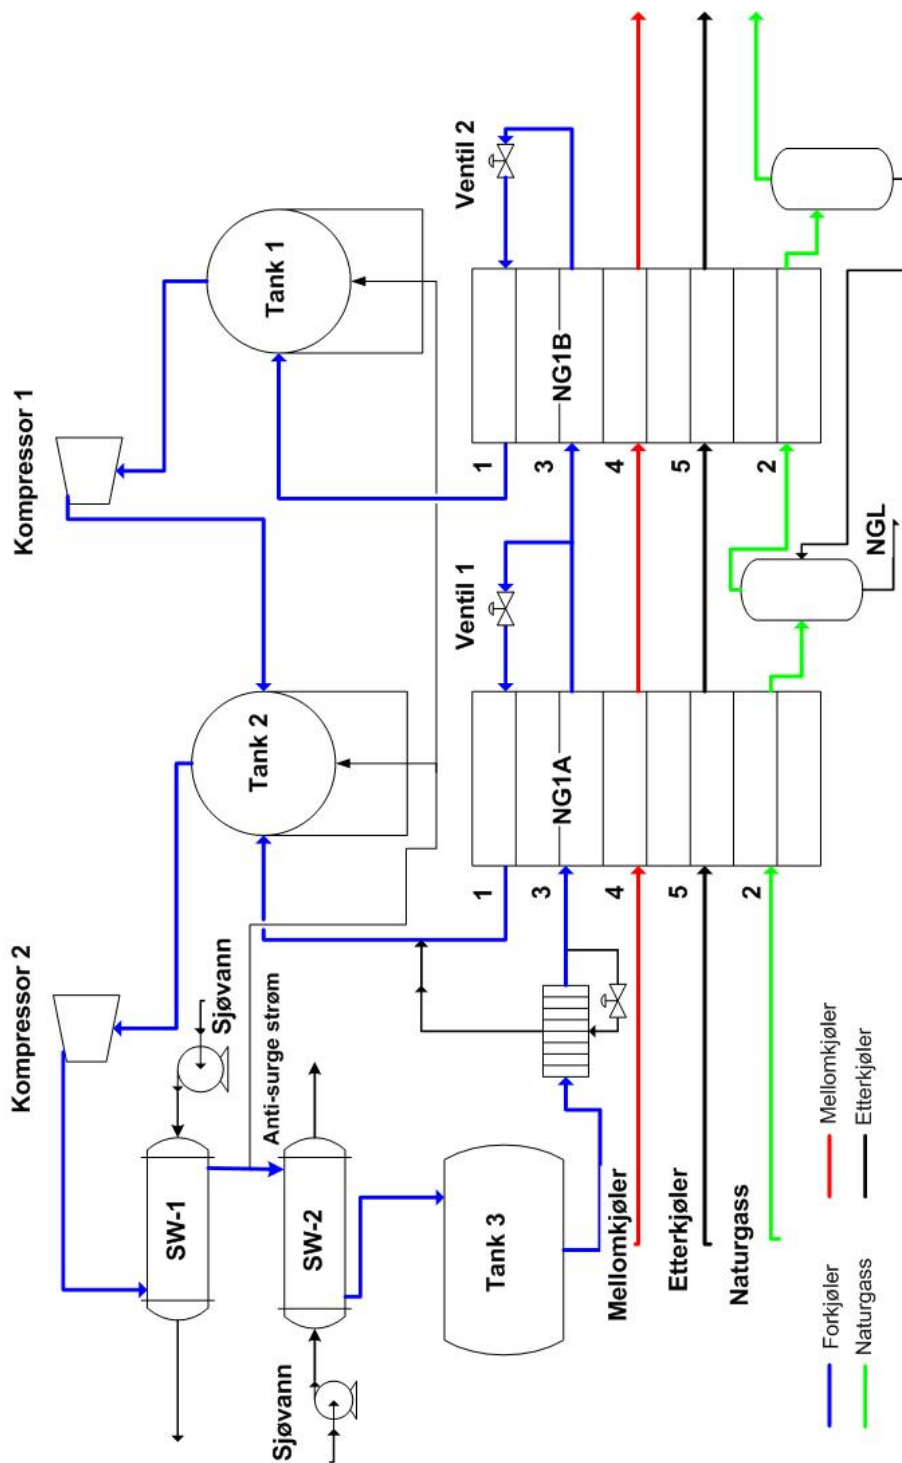 Kompressor 2
Kompressor 1
Tank 2
Tank 1
Sjøvann
SW-1
Anti-surge strøm
SW-2
Sjøvann
Tank 3
Ventil 1
Ventil 2
1
3
4
5
2
NG1A
1
3
4
5
2
NG1B
Mellomkjøler
Etterkjøler
Naturgass
NGL
Forkjøler
Mellomkjøler
Naturgass
Etterkjøler